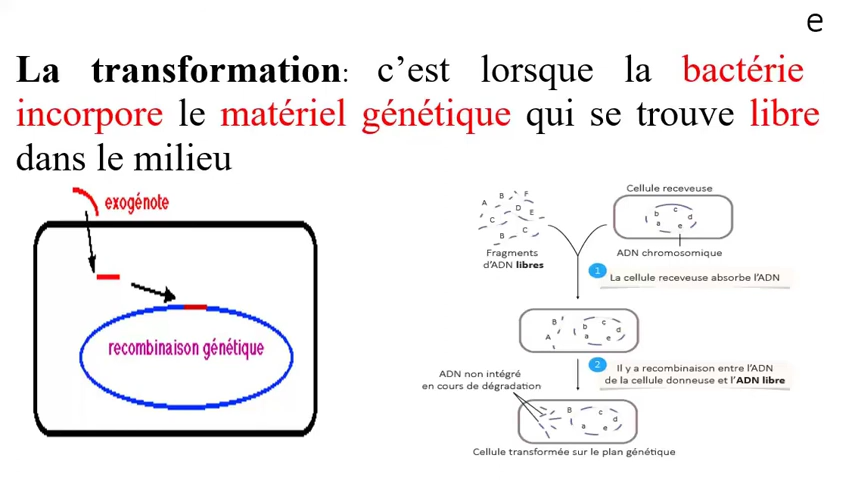 e
La transformation: c’est lorsque la bactérie
incorpore le matériel génétique qui se trouve libre
dans le milieu
exogénote
recombinaison génétique
Cellule receveuse
A B F
C D E
B C
b c d
a e
Fragments
d’ADN libres
ADN chromosomique
1 La cellule receveuse absorbe l’ADN
B
A
b c d
a e
2 Il y a recombinaison entre l’ADN
de la cellule donneuse et l’ADN libre
ADN non intégré
en cours de dégradation
B c d
a e
Cellule transformée sur le plan génétique